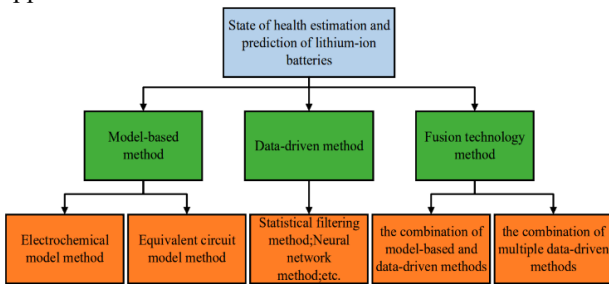 State of health estimation and
prediction of lithium-ion
batteries
Model-based
method
Data-driven method
Fusion technology
method
Electrochemical
model method
Equivalent circuit
model method
Statistical filtering
method;Neural
network
method;etc.
the combination of
model-based and
data-driven methods
the combination of
multiple data-driven
methods